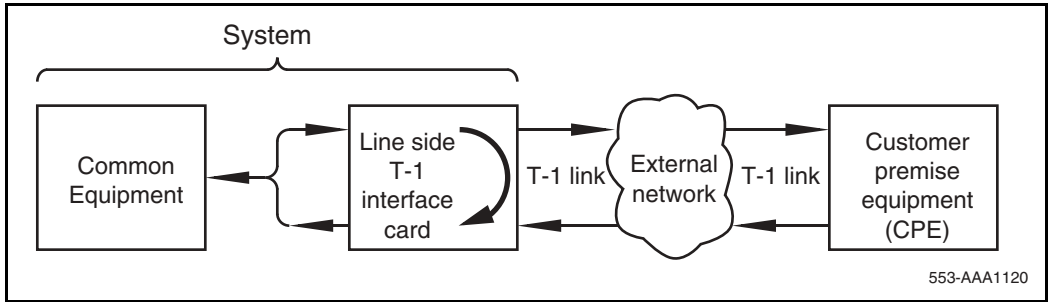 System
Common
Equipment
Line side
T-1
interface
card
T-1 link
External
network
T-1 link
Customer
premise
equipment
(CPE)
553-AAA1120